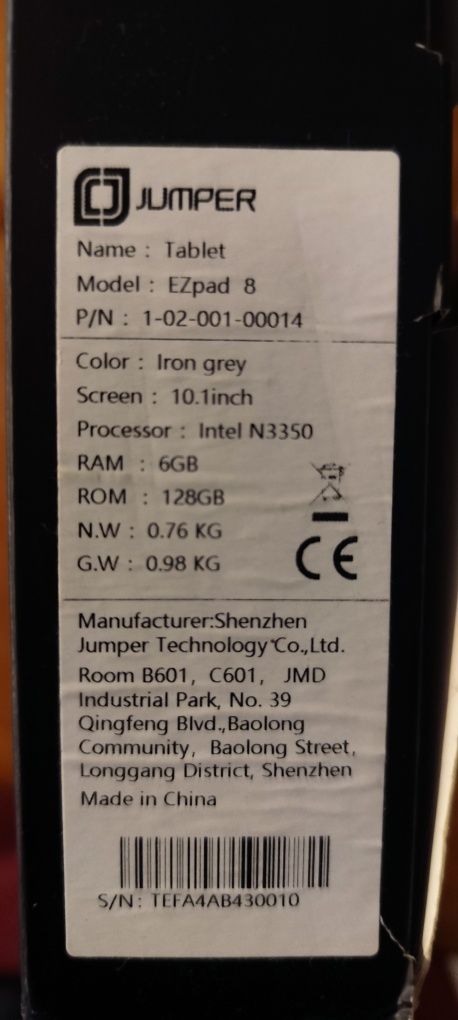 JUMPER
Name : Tablet
Model : EZpad 8
P/N : 1-02-001-00014
Color : Iron grey
Screen : 10.1inch
Processor : Intel N3350
RAM : 6GB
ROM : 128GB
N.W : 0.76 KG
G.W : 0.98 KG
CE
Manufacturer:Shenzhen
Jumper Technology Co.,Ltd.
Room B601, C601, JMD
Industrial Park, No. 39
Qingfeng Blvd.,Baolong
Community, Baolong Street,
Longgang District, Shenzhen
Made in China
S/N: TEFA4AB430010